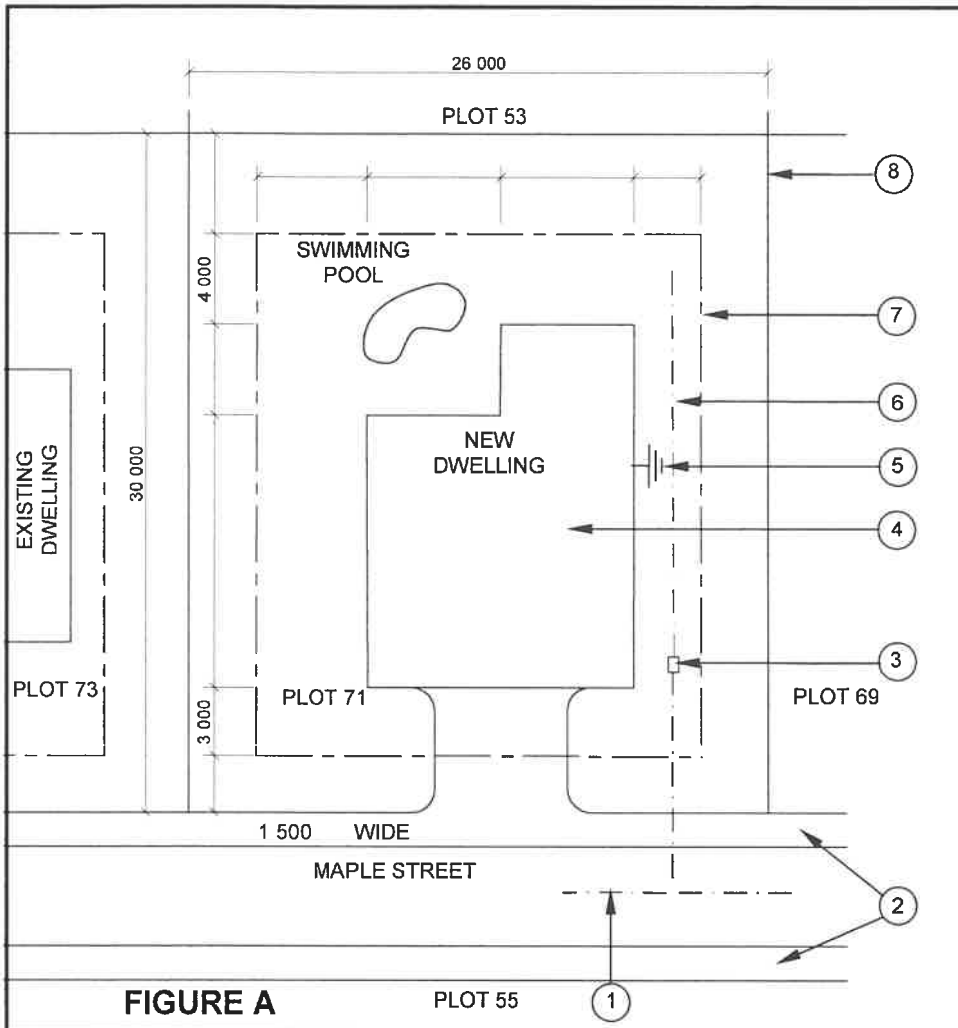 26 000
PLOT 53
8
SWIMMING
POOL
4 000
7
6
NEW
DWELLING
5
30 000
EXISTING
DWELLING
4
3
PLOT 73
PLOT 71
PLOT 69
3 000
1 500 WIDE
MAPLE STREET
2
FIGURE A
PLOT 55
1